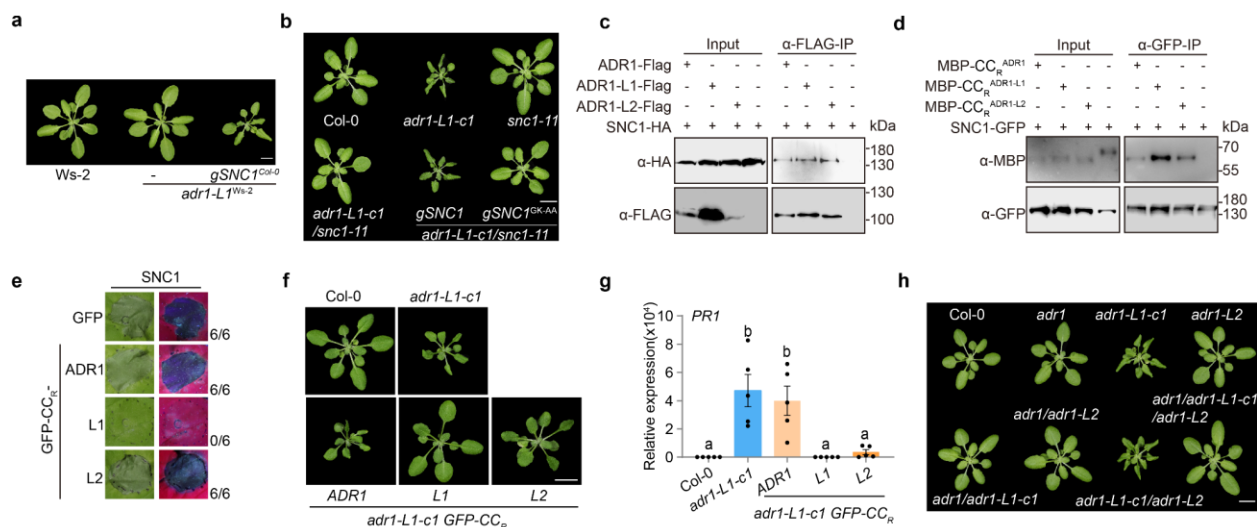 a
Ws-2
-
gSNC1Col-0
adr1-L1Ws-2
b
Col-0
adr1-L1-c1
snc1-11
adr1-L1-c1
/snc1-11
gSNC1
gSNC1GK-AA
adr1-L1-c1/snc1-11
c
Input
α-FLAG-IP
ADR1-Flag + - - - + - - -
ADR1-L1-Flag - + - - - + - -
ADR1-L2-Flag - - + - - - + -
SNC1-HA + + + + + + + + kDa
α-HA
180
130
α-FLAG
130
100
d
Input
α-GFP-IP
MBP-CCRADR1 + - - - + - - -
MBP-CCRADR1-L1 - + - - - + - -
MBP-CCRADR1-L2 - - + - - - + -
SNC1-GFP + + + + + + + + kDa
α-MBP
70
55
α-GFP
180
130
e
SNC1
GFP
6/6
GFP-CCR-
ADR1
6/6
L1
0/6
L2
6/6
f
Col-0
adr1-L1-c1
ADR1
L1
L2
adr1-L1-c1 GFP-CCR
g
PR1
Relative expression(x10⁴)
10
8
6
4
2
0
a
b
b
a
a
Col-0
adr1-L1-c1
ADR1
L1
L2
adr1-L1-c1 GFP-CCR
h
Col-0
adr1
adr1-L1-c1
adr1-L2
adr1/adr1-L2
adr1/adr1-L1-c1
/adr1-L2
adr1/adr1-L1-c1
adr1-L1-c1/adr1-L2